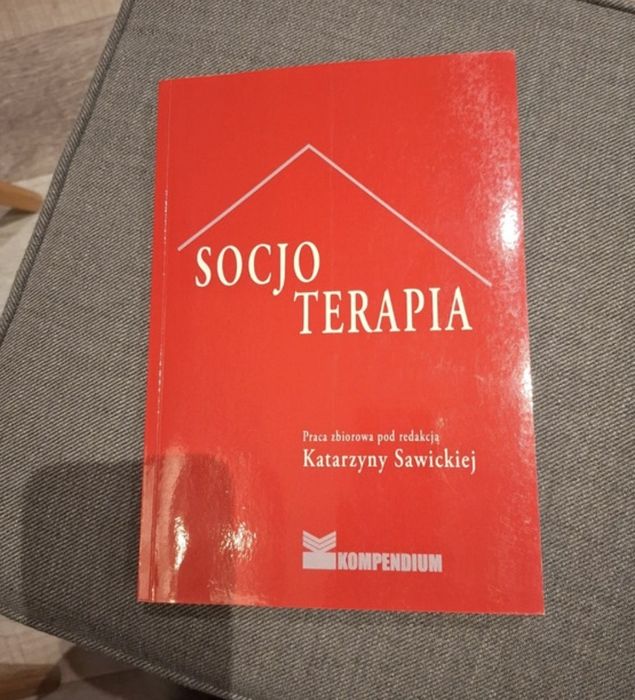 SOCJO
TERAPIA
Praca zbiorowa pod redakcją
Katarzyny Sawickiej
KOMPENDIUM